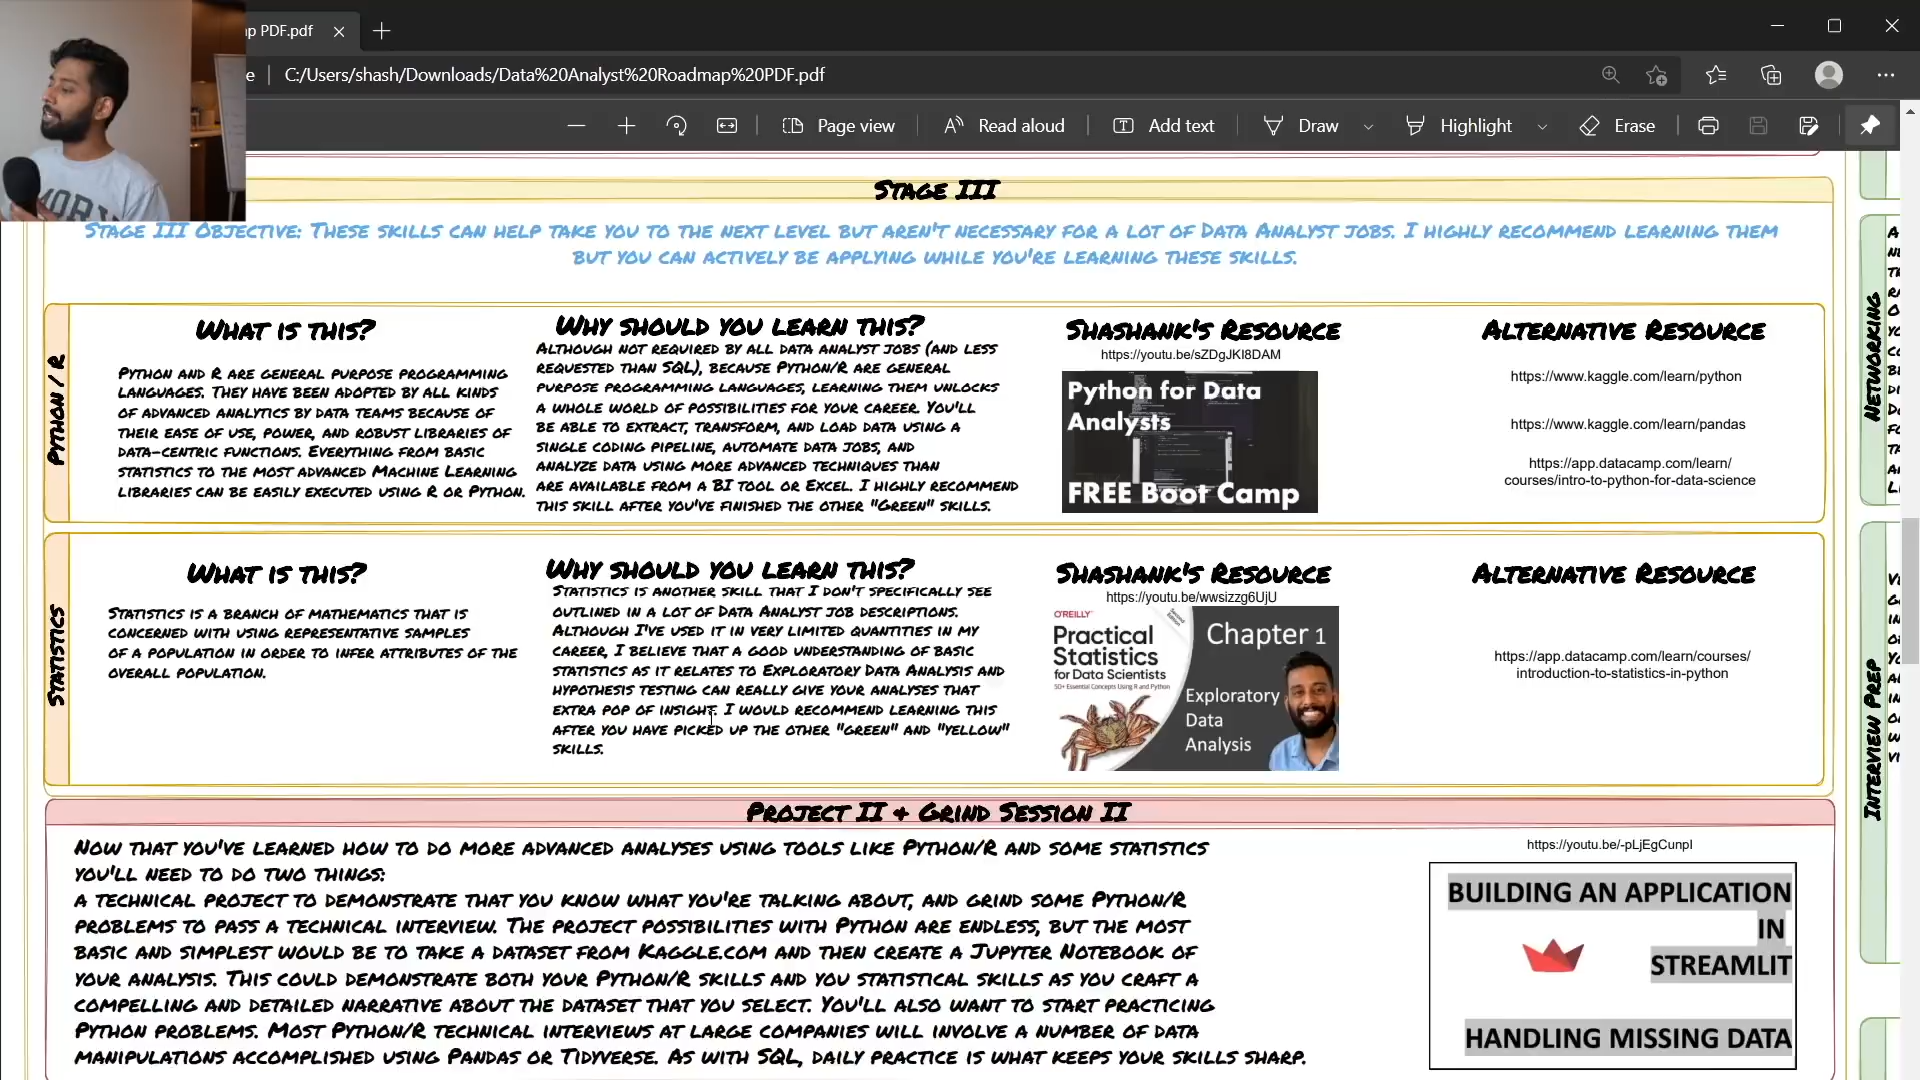 ap PDF.pdf
e | C:/Users/shash/Downloads/Data%20Analyst%20Roadmap%20PDF.pdf
Page view
Read aloud
Add text
Draw
Highlight
Erase
Stage III
Stage III Objective: These skills can help take you to the next level but aren't necessary for a lot of Data Analyst jobs. I highly recommend learning them
but you can actively be applying while you're learning these skills.
Python / R
What is this?
Python and R are general purpose programming
languages. They have been adopted by all kinds
of advanced analytics by data teams because of
their ease of use, power, and robust libraries of
data-centric functions. Everything from basic
statistics to the most advanced Machine Learning
libraries can be easily executed using R or Python.
Why should you learn this?
Although not required by all data analyst jobs (and less
requested than SQL), because Python/R are general
purpose programming languages, learning them unlocks
a whole world of possibilities for your career. You'll
be able to extract, transform, and load data using a
single coding pipeline, automate data jobs, and
analyze data using more advanced techniques than
are available from a BI tool or Excel. I highly recommend
this skill after you've finished the other "Green" skills.
Shashank's Resource
https://youtu.be/sZDgJKI8DAM
Python for Data
Analysts
FREE Boot Camp
Alternative Resource
https://www.kaggle.com/learn/python
https://www.kaggle.com/learn/pandas
https://app.datacamp.com/learn/
courses/intro-to-python-for-data-science
Statistics
What is this?
Statistics is a branch of mathematics that is
concerned with using representative samples
of a population in order to infer attributes of the
overall population.
Why should you learn this?
Statistics is another skill that I don't specifically see
outlined in a lot of Data Analyst job descriptions.
Although I've used it in very limited quantities in my
career, I believe that a good understanding of basic
statistics as it relates to Exploratory Data Analysis and
hypothesis testing can really give your analyses that
extra pop of insight. I would recommend learning this
after you have picked up the other "green" and "yellow"
skills.
Shashank's Resource
https://youtu.be/wwsizzg6UjU
O'REILLY
Practical
Statistics
for Data Scientists
50+ Essential Concepts Using R and Python
Chapter 1
Exploratory
Data
Analysis
Alternative Resource
https://app.datacamp.com/learn/courses/
introduction-to-statistics-in-python
Project II + Grind Session II
Now that you've learned how to do more advanced analyses using tools like Python/R and some statistics
you'll need to do two things:
a technical project to demonstrate that you know what you're talking about, and grind some Python/R
problems to pass a technical interview. The project possibilities with Python are endless, but the most
basic and simplest would be to take a dataset from Kaggle.com and then create a Jupyter Notebook of
your analysis. This could demonstrate both your Python/R skills and you statistical skills as you craft a
compelling and detailed narrative about the dataset that you select. You'll also want to start practicing
Python problems. Most Python/R technical interviews at large companies will involve a number of data
manipulations accomplished using Pandas or Tidyverse. As with SQL, daily practice is what keeps your skills sharp.
https://youtu.be/-pLjEgCunpI
BUILDING AN APPLICATION
IN
STREAMLIT
HANDLING MISSING DATA
Networking
Interview Prep